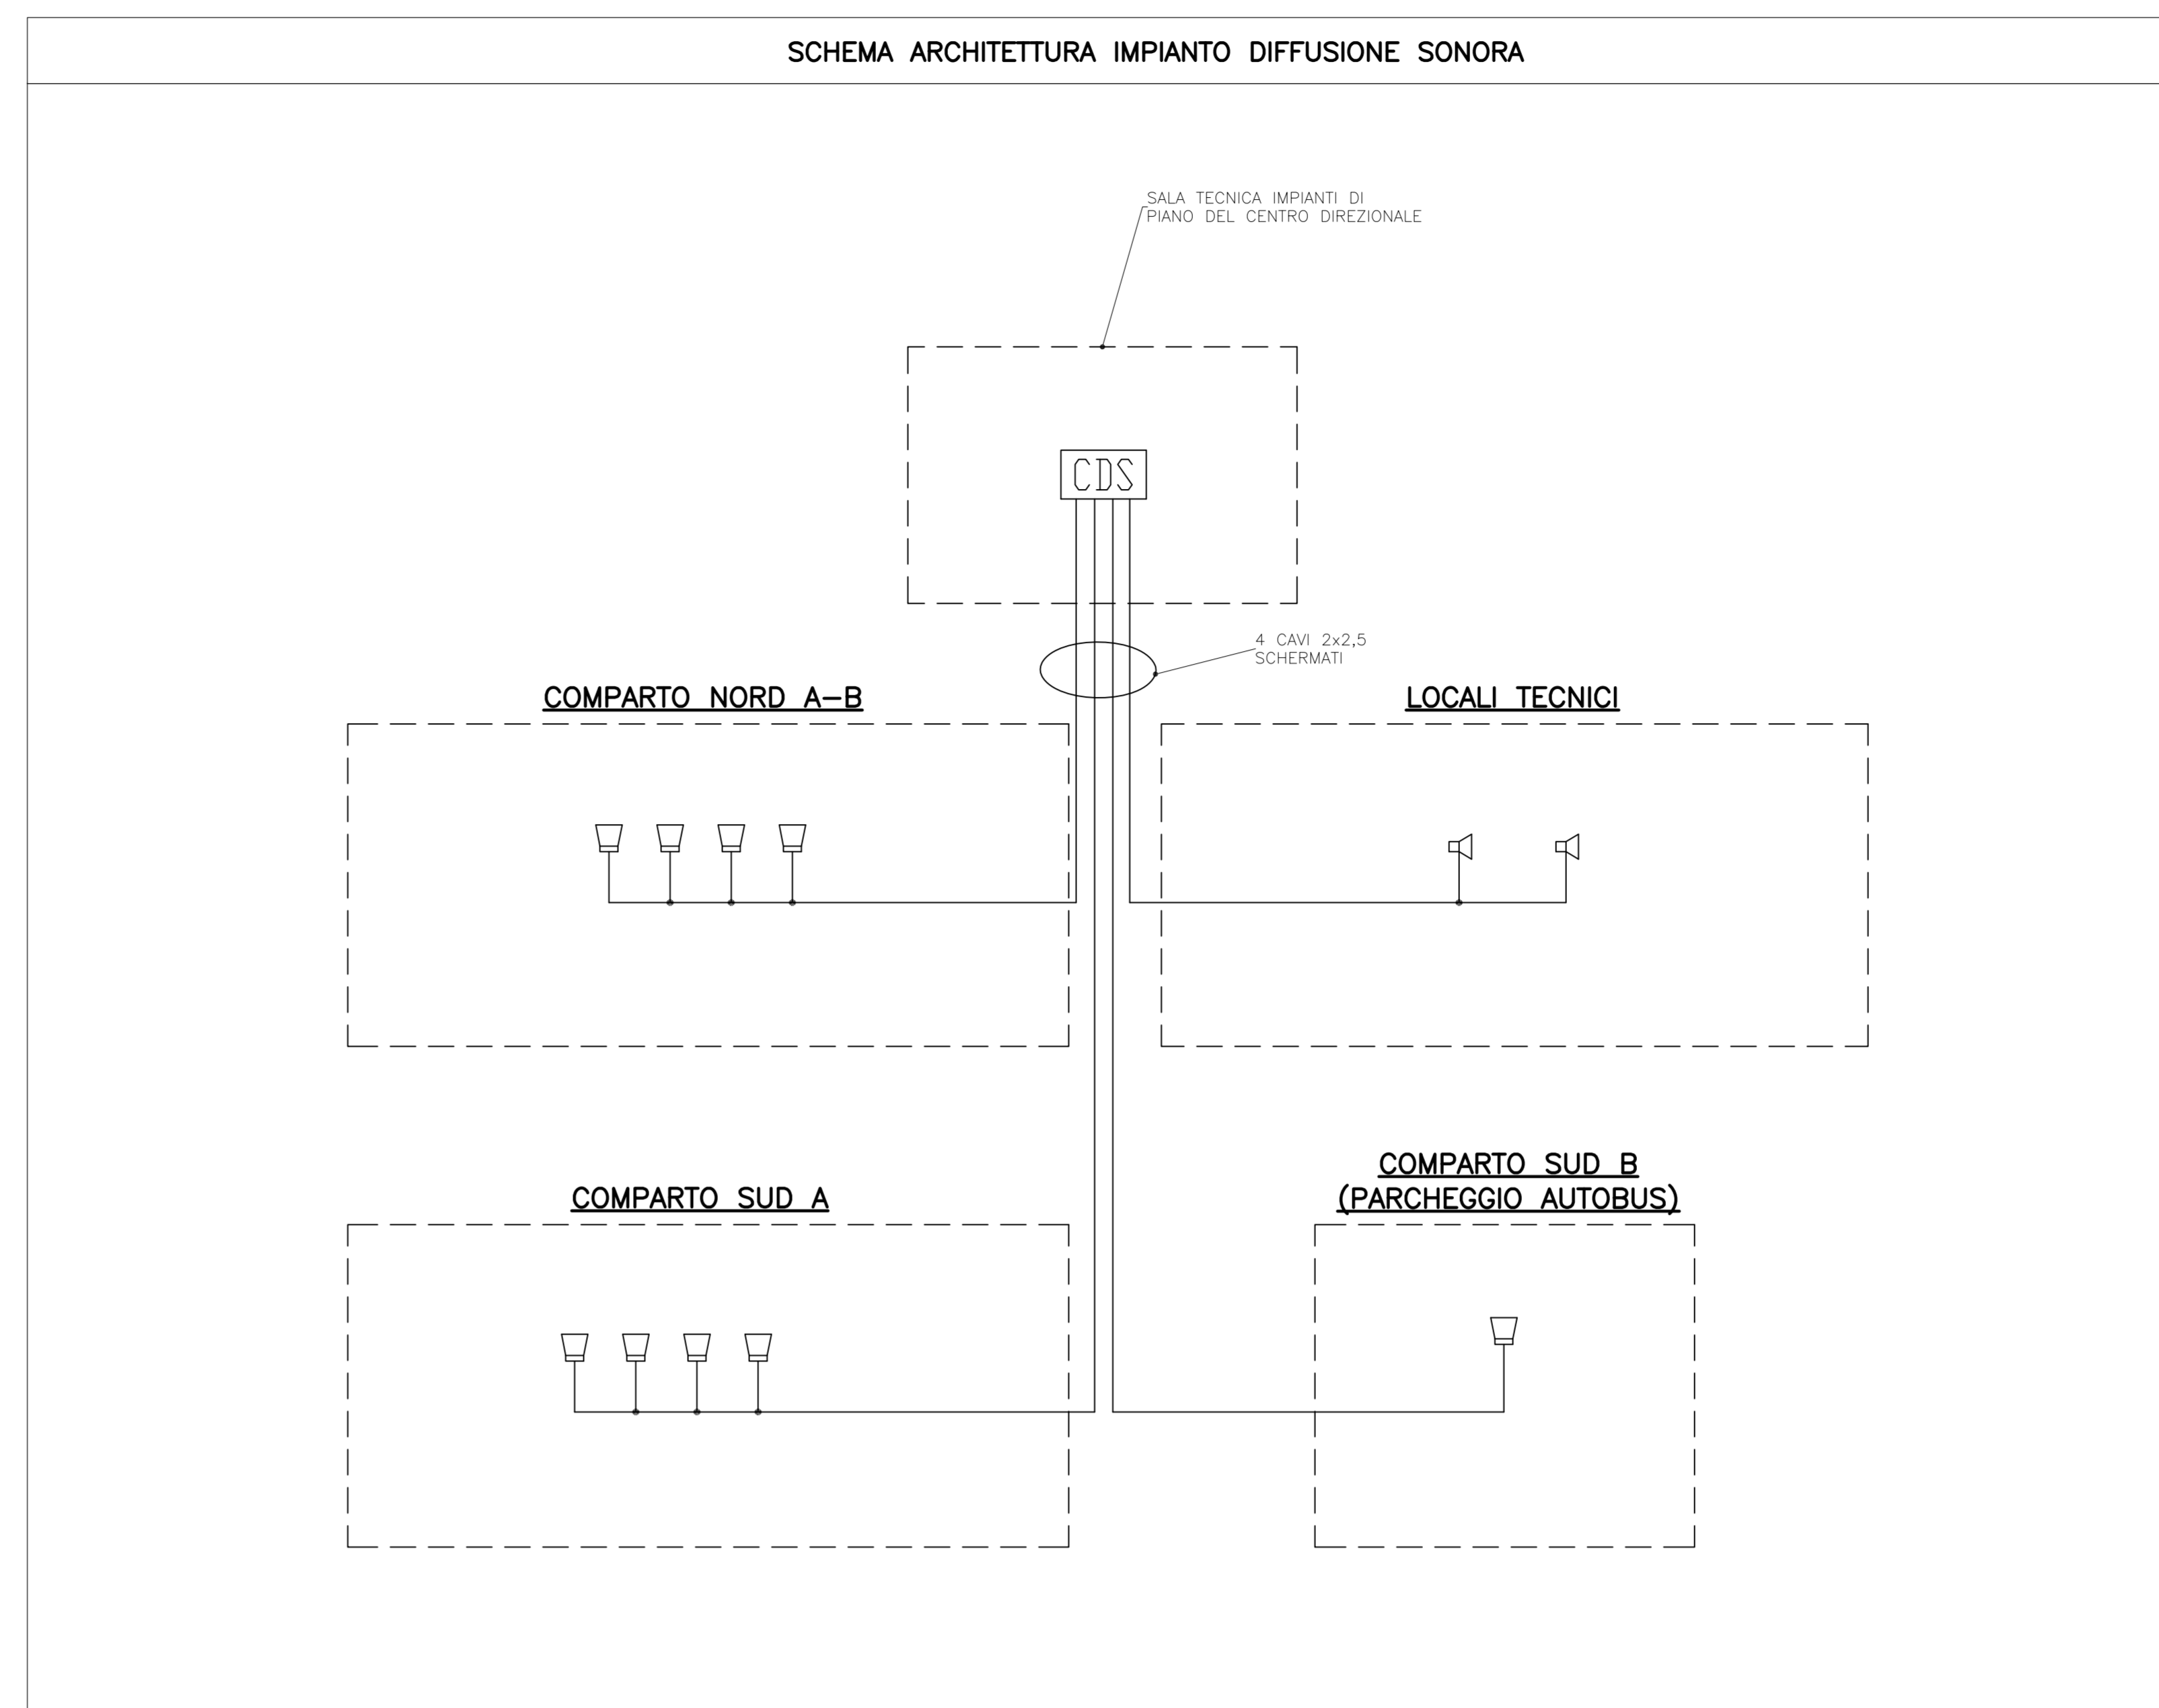 SCHEMA ARCHITETTURA IMPIANTO DIFFUSIONE SONORA
SALA TECNICA IMPIANTI DI
PIANO DEL CENTRO DIREZIONALE
CDS
4 CAVI 2x2,5
SCHERMATI
COMPARTO NORD A-B
LOCALI TECNICI
COMPARTO SUD A
COMPARTO SUD B
(PARCHEGGIO AUTOBUS)